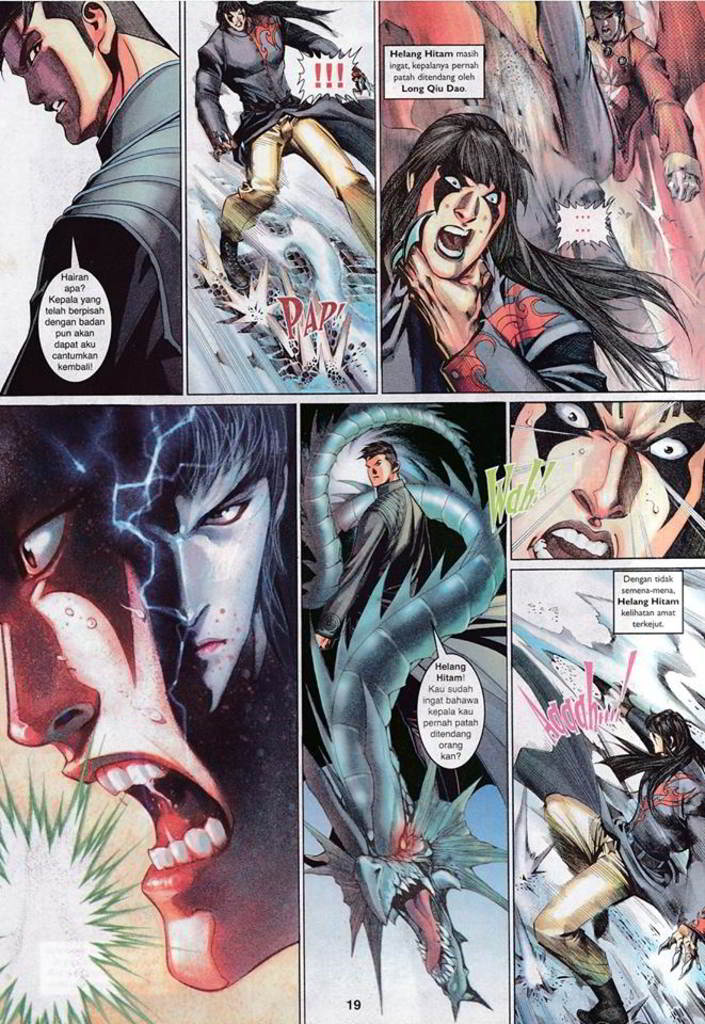 Hairan
apa?
Kepala yang
telah berpisah
dengan badan
pun akan
dapat aku
cantumkan
kembali!
!!!
PAP!
Helang Hitam masih
ingat, kepalanya pernah
patah ditendang oleh
Long Qiu Dao.
Wah!
Helang
Hitam!
Kau sudah
ingat bahawa
kepala kau
pernah patah
ditendang
orang
kan?
Dengan tidak
semena-mena,
Helang Hitam
kelihatan amat
terkejut.
Aaaah!!
19